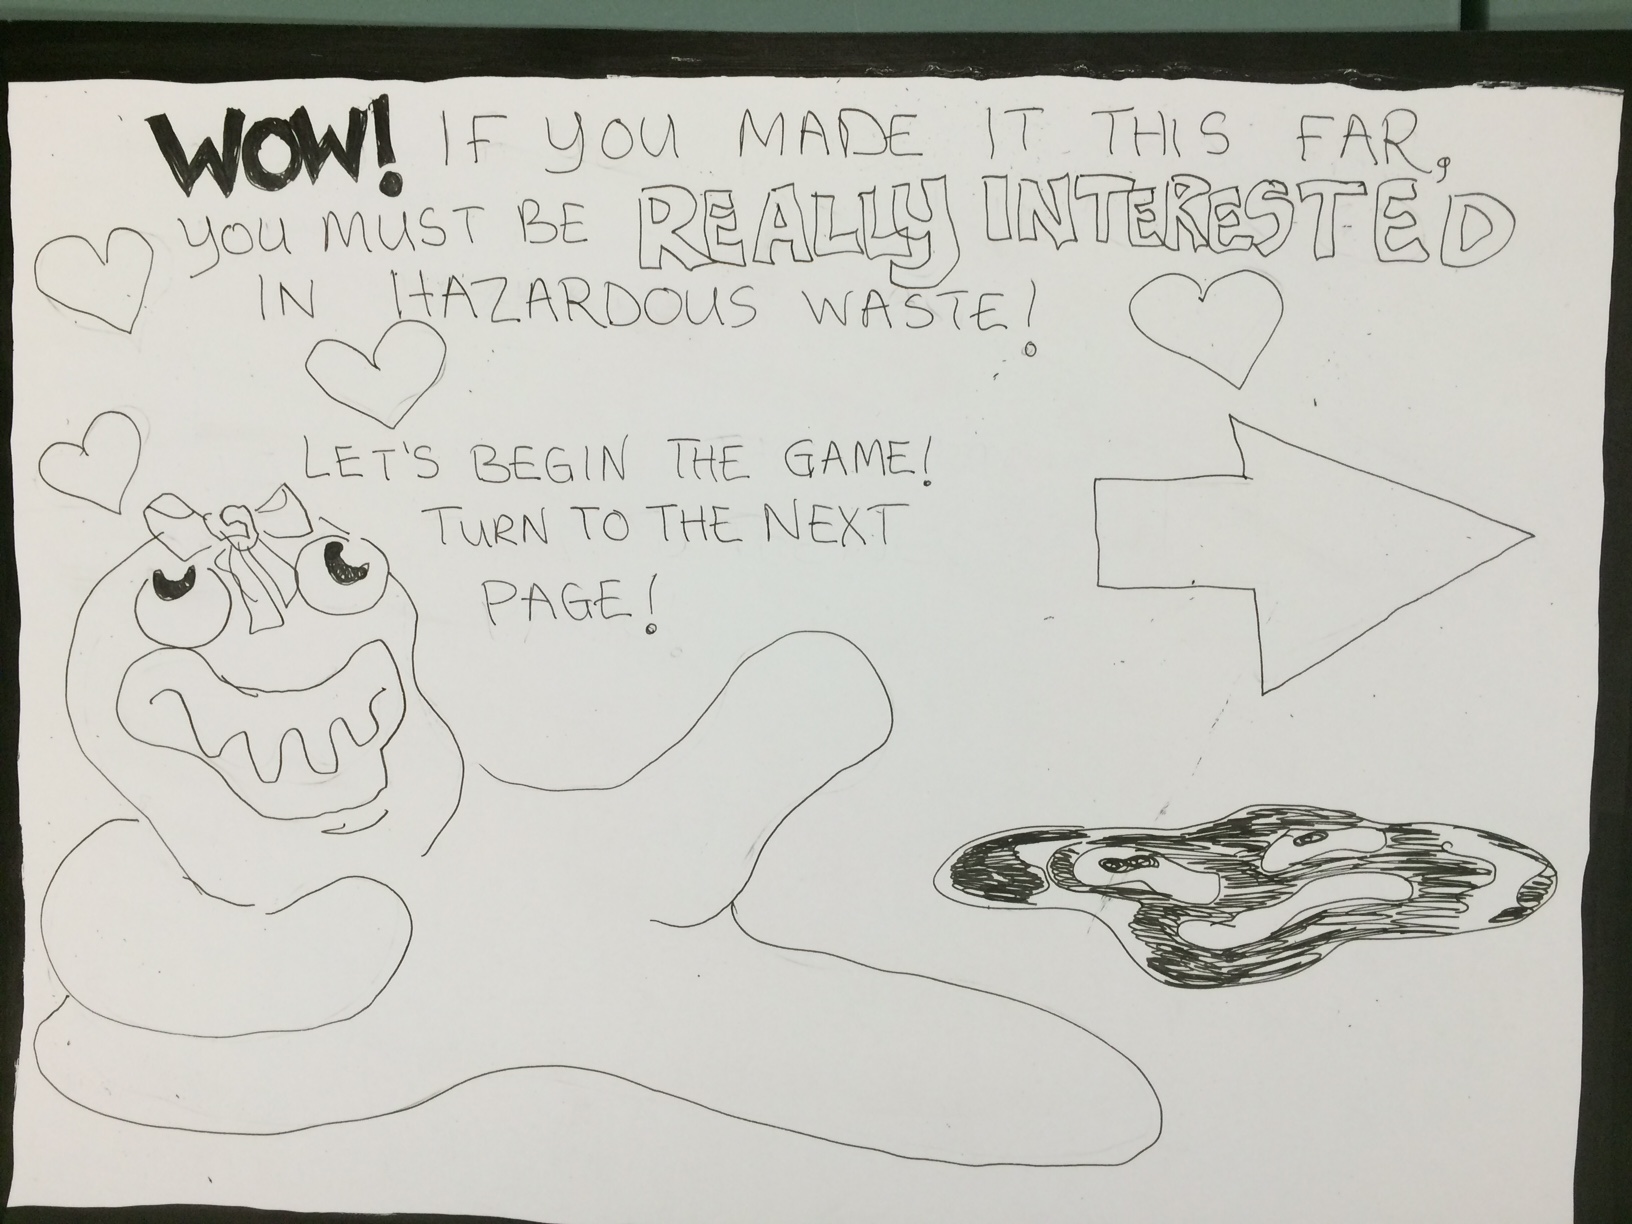 WOW! IF YOU MADE IT THIS FAR,
YOU MUST BE REALLY INTERESTED
IN HAZARDOUS WASTE!
LET'S BEGIN THE GAME!
TURN TO THE NEXT
PAGE!